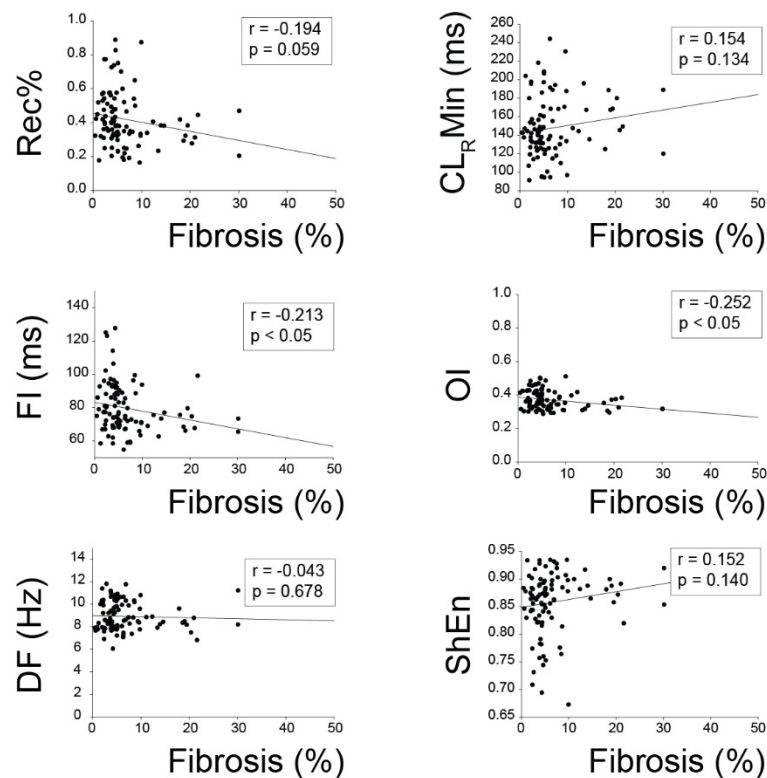 1.0
0.8
0.6
0.4
0.2
0.0
Rec%
r = -0.194
p = 0.059
0 10 20 30 40 50
Fibrosis (%)
260
240
220
200
180
160
140
120
100
80
CL_R Min (ms)
r = 0.154
p = 0.134
0 10 20 30 40 50
Fibrosis (%)
140
120
100
80
60
FI (ms)
r = -0.213
p < 0.05
0 10 20 30 40 50
Fibrosis (%)
1.0
0.8
0.6
0.4
0.2
0.0
OI
r = -0.252
p < 0.05
0 10 20 30 40 50
Fibrosis (%)
14
12
10
8
6
4
2
0
DF (Hz)
r = -0.043
p = 0.678
0 10 20 30 40 50
Fibrosis (%)
0.95
0.90
0.85
0.80
0.75
0.70
0.65
ShEn
r = 0.152
p = 0.140
0 10 20 30 40 50
Fibrosis (%)